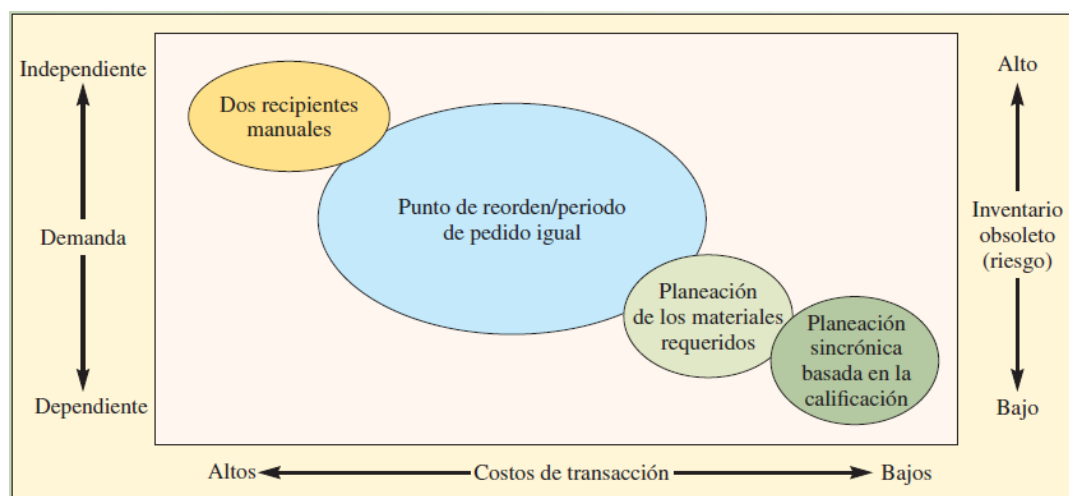 Independiente
Demanda
Dependiente
Dos recipientes
manuales
Punto de reorden/periodo
de pedido igual
Planeación
de los materiales
requeridos
Planeación
sincrónica
basada en la
calificación
Alto
Inventario
obsoleto
(riesgo)
Bajo
Altos
Costos de transacción
Bajos